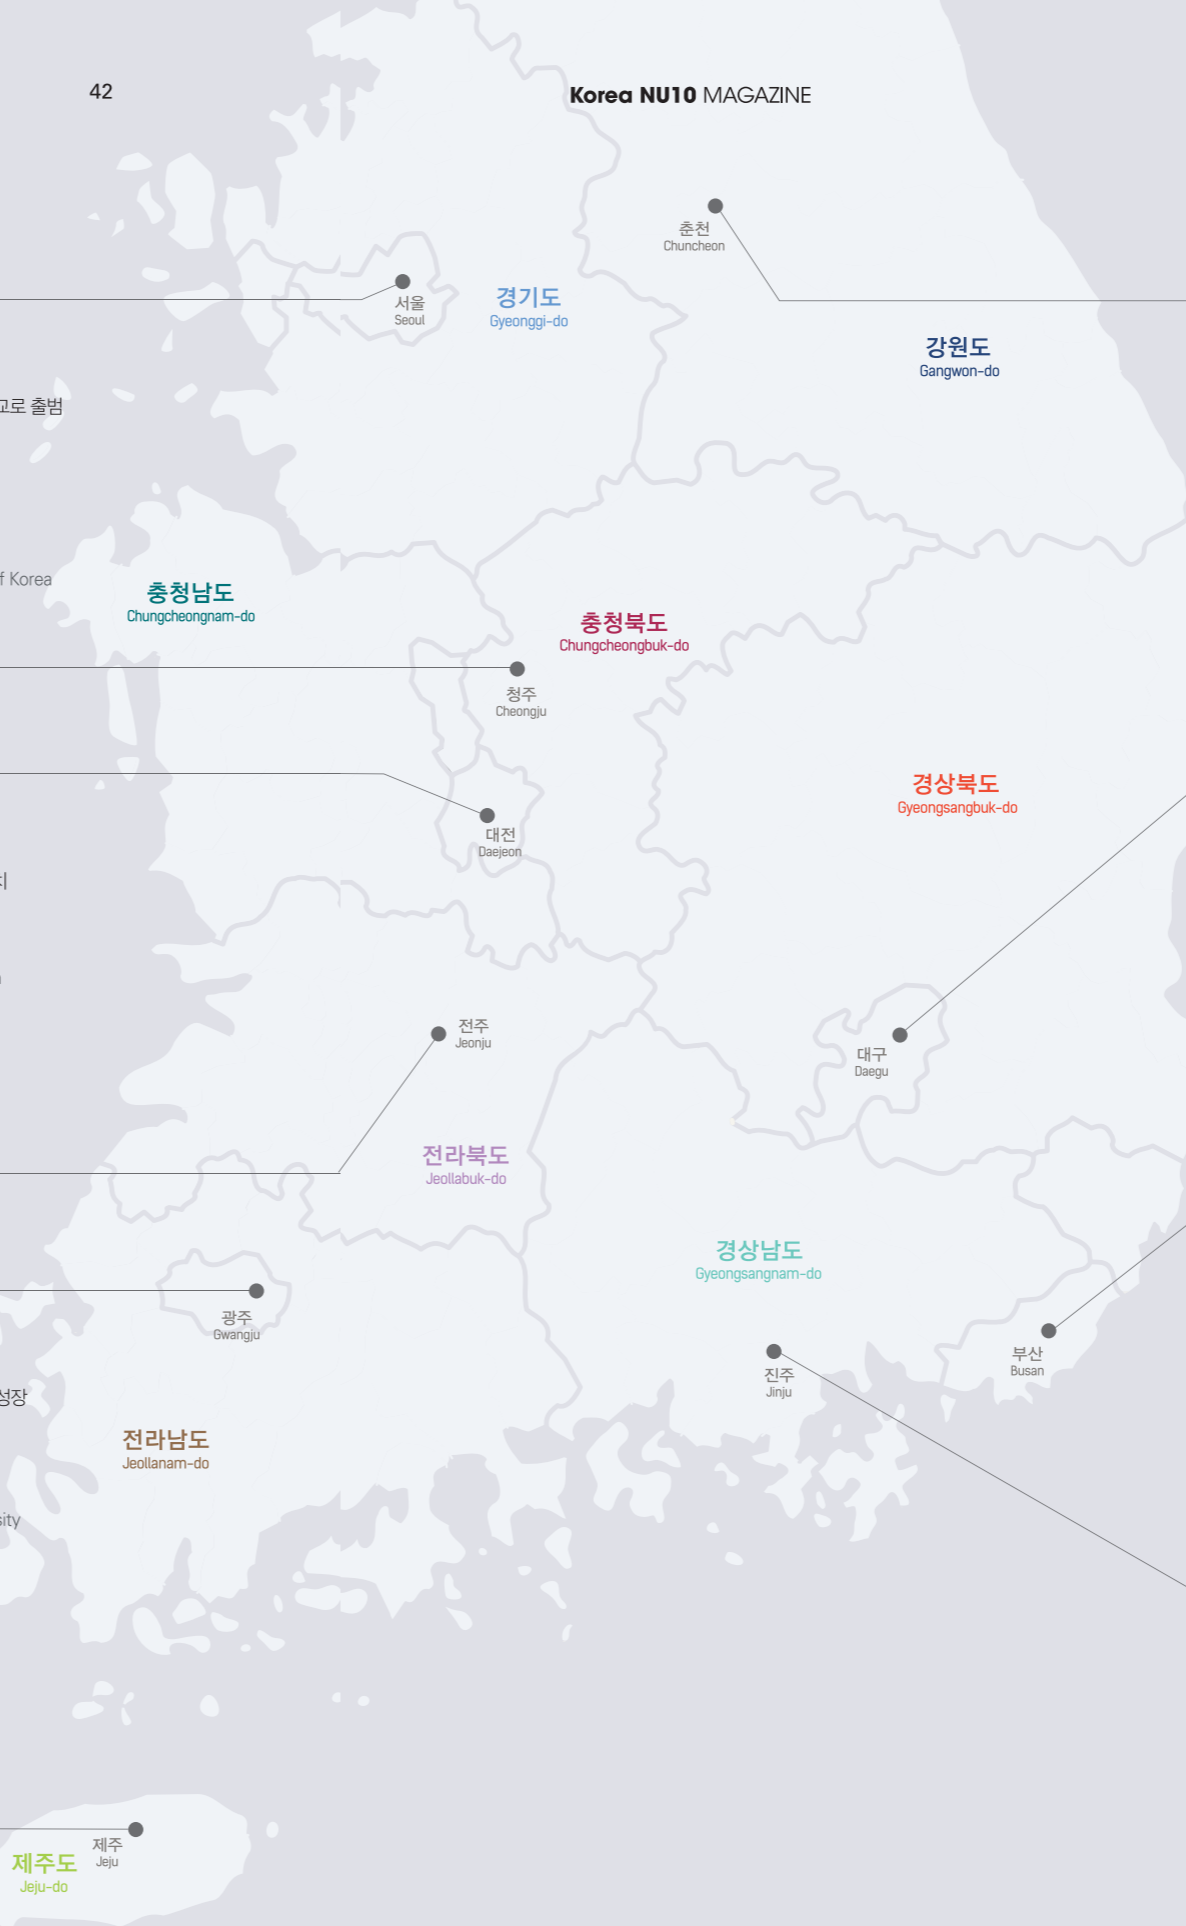 42
Korea NU10 MAGAZINE
춘천
Chuncheon
서울
Seoul
경기도
Gyeonggi-do
강원도
Gangwon-do
교로 출범
f Korea
충청남도
Chungcheongnam-do
충청북도
Chungcheongbuk-do
청주
Cheongju
경상북도
Gyeongsangbuk-do
대전
Daejeon
전주
Jeonju
대구
Daegu
전라북도
Jeollabuk-do
경상남도
Gyeongsangnam-do
광주
Gwangju
부산
Busan
진주
Jinju
성장
전라남도
Jeollanam-do
sity
제주
Jeju
제주도
Jeju-do